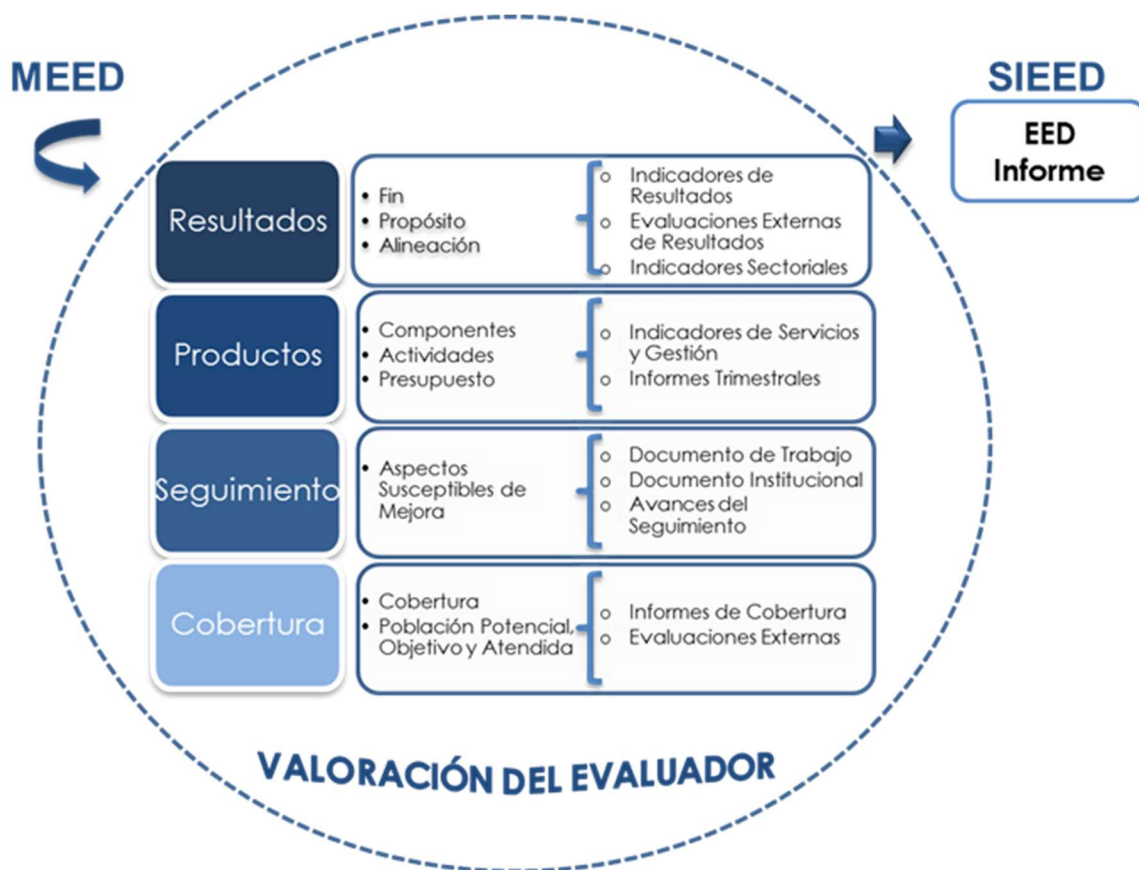 MEED
SIEED
EED
Informe
Resultados
• Fin
• Propósito
• Alineación
o Indicadores de
Resultados
o Evaluaciones Externas
de Resultados
o Indicadores Sectoriales
Productos
• Componentes
• Actividades
• Presupuesto
o Indicadores de Servicios
y Gestión
o Informes Trimestrales
Seguimiento
• Aspectos
Susceptibles de
Mejora
o Documento de Trabajo
o Documento Institucional
o Avances del
Seguimiento
Cobertura
• Cobertura
• Población Potencial,
Objetivo y Atendida
o Informes de Cobertura
o Evaluaciones Externas
VALORACIÓN DEL EVALUADOR